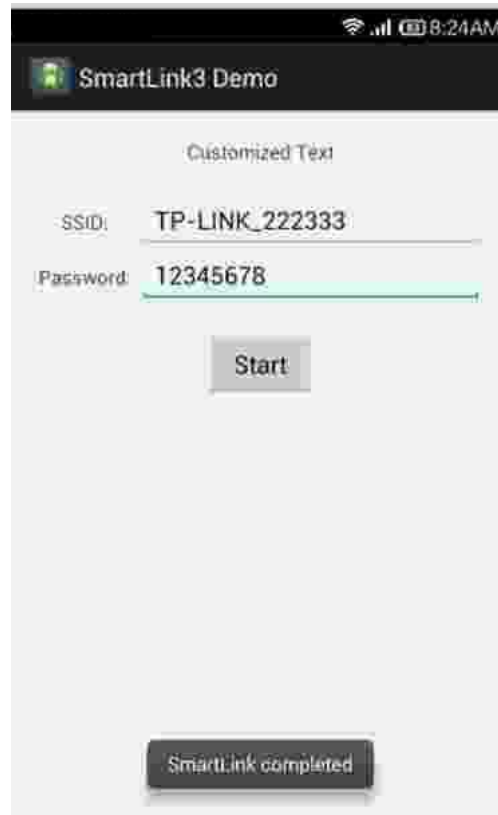 8:24AM
SmartLink3 Demo
Customized Text
SSID: TP-LINK_222333
Password: 12345678
Start
SmartLink completed